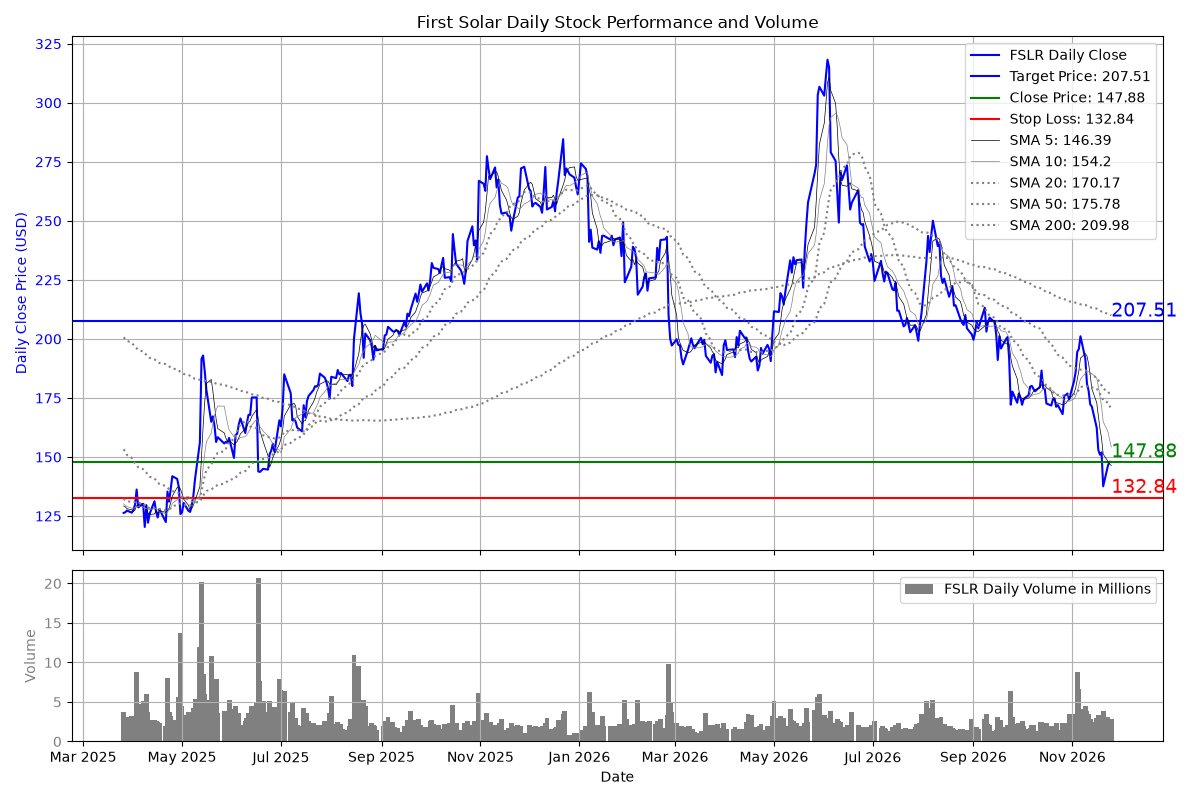 First Solar Daily Stock Performance and Volume
Daily Close Price (USD)
325
300
275
250
225
200
175
150
125
FSLR Daily Close
Target Price: 207.51
Close Price: 147.88
Stop Loss: 132.84
SMA 5: 146.39
SMA 10: 154.2
SMA 20: 170.17
SMA 50: 175.78
SMA 200: 209.98
207.51
147.88
132.84
Volume
20
15
10
5
0
FSLR Daily Volume in Millions
Mar 2025 May 2025 Jul 2025 Sep 2025 Nov 2025 Jan 2026 Mar 2026 May 2026 Jul 2026 Sep 2026 Nov 2026
Date